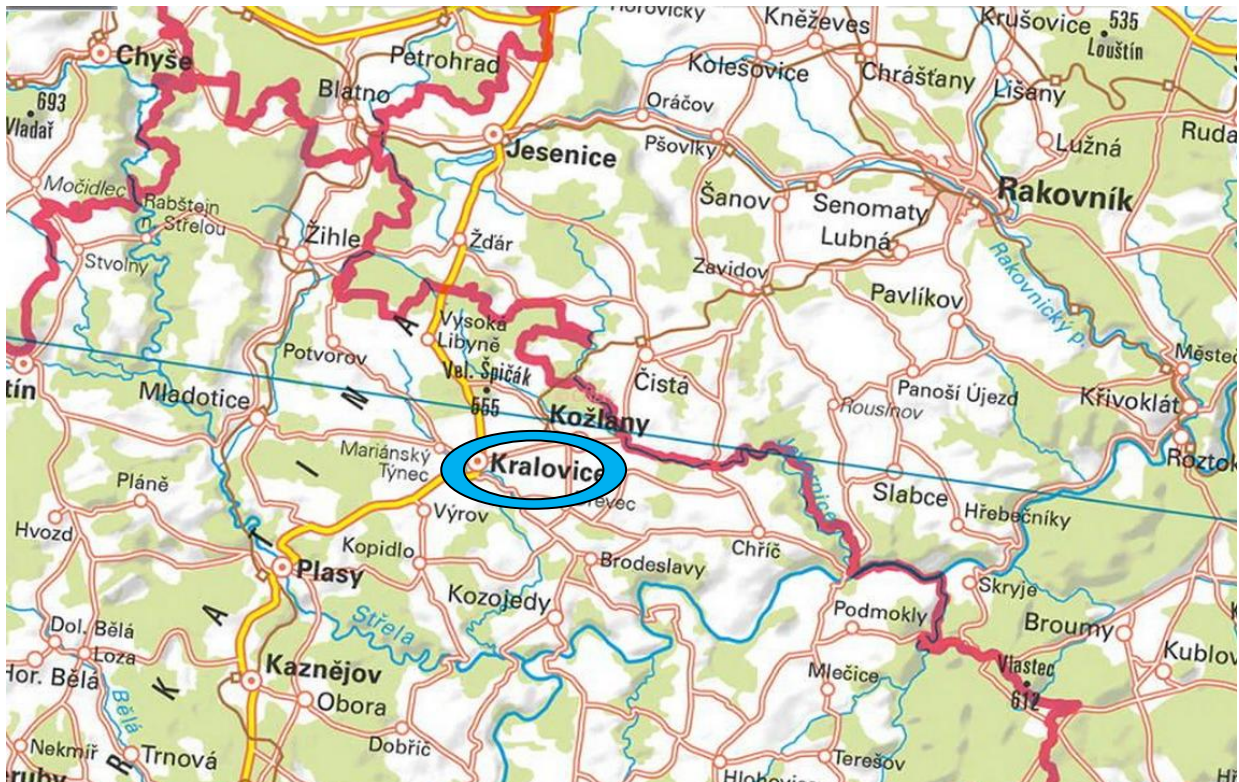 Kněževes
Krušovice
535
Louštín
Chyše
Petrohrad
Kolešovice
Chrášťany
Lišany
693
Vladař
Blatno
Oráčov
Lužná
Jesenice
Pšovlky
Močidlec
Rabštejn
n. Střelou
Šanov
Senomaty
Rakovník
Žihle
Žďár
Lubná
Stvolny
Zavidov
Rakovnický p.
Pavlíkov
Vysoká
Libyně
Potvorov
Vel. Špičák
555
Čistá
Panoší Újezd
Křivoklát
Mladotice
Kožlany
Rousínov
Mariánský
Týnec
Kralovice
Slabce
Pláně
Výrov
Hřebečníky
Hvozd
Kopidlo
Chříč
Brodeslavy
Plasy
Skryje
Kozojedy
Podmokly
Střela
Broumy
Dol. Bělá
Loza
Vlastec
612
Hor. Bělá
Kaznějov
Mlečice
Obora
Bělá
Dobříč
Nekmíř
Trnová
Terešov
R A K A T I N A